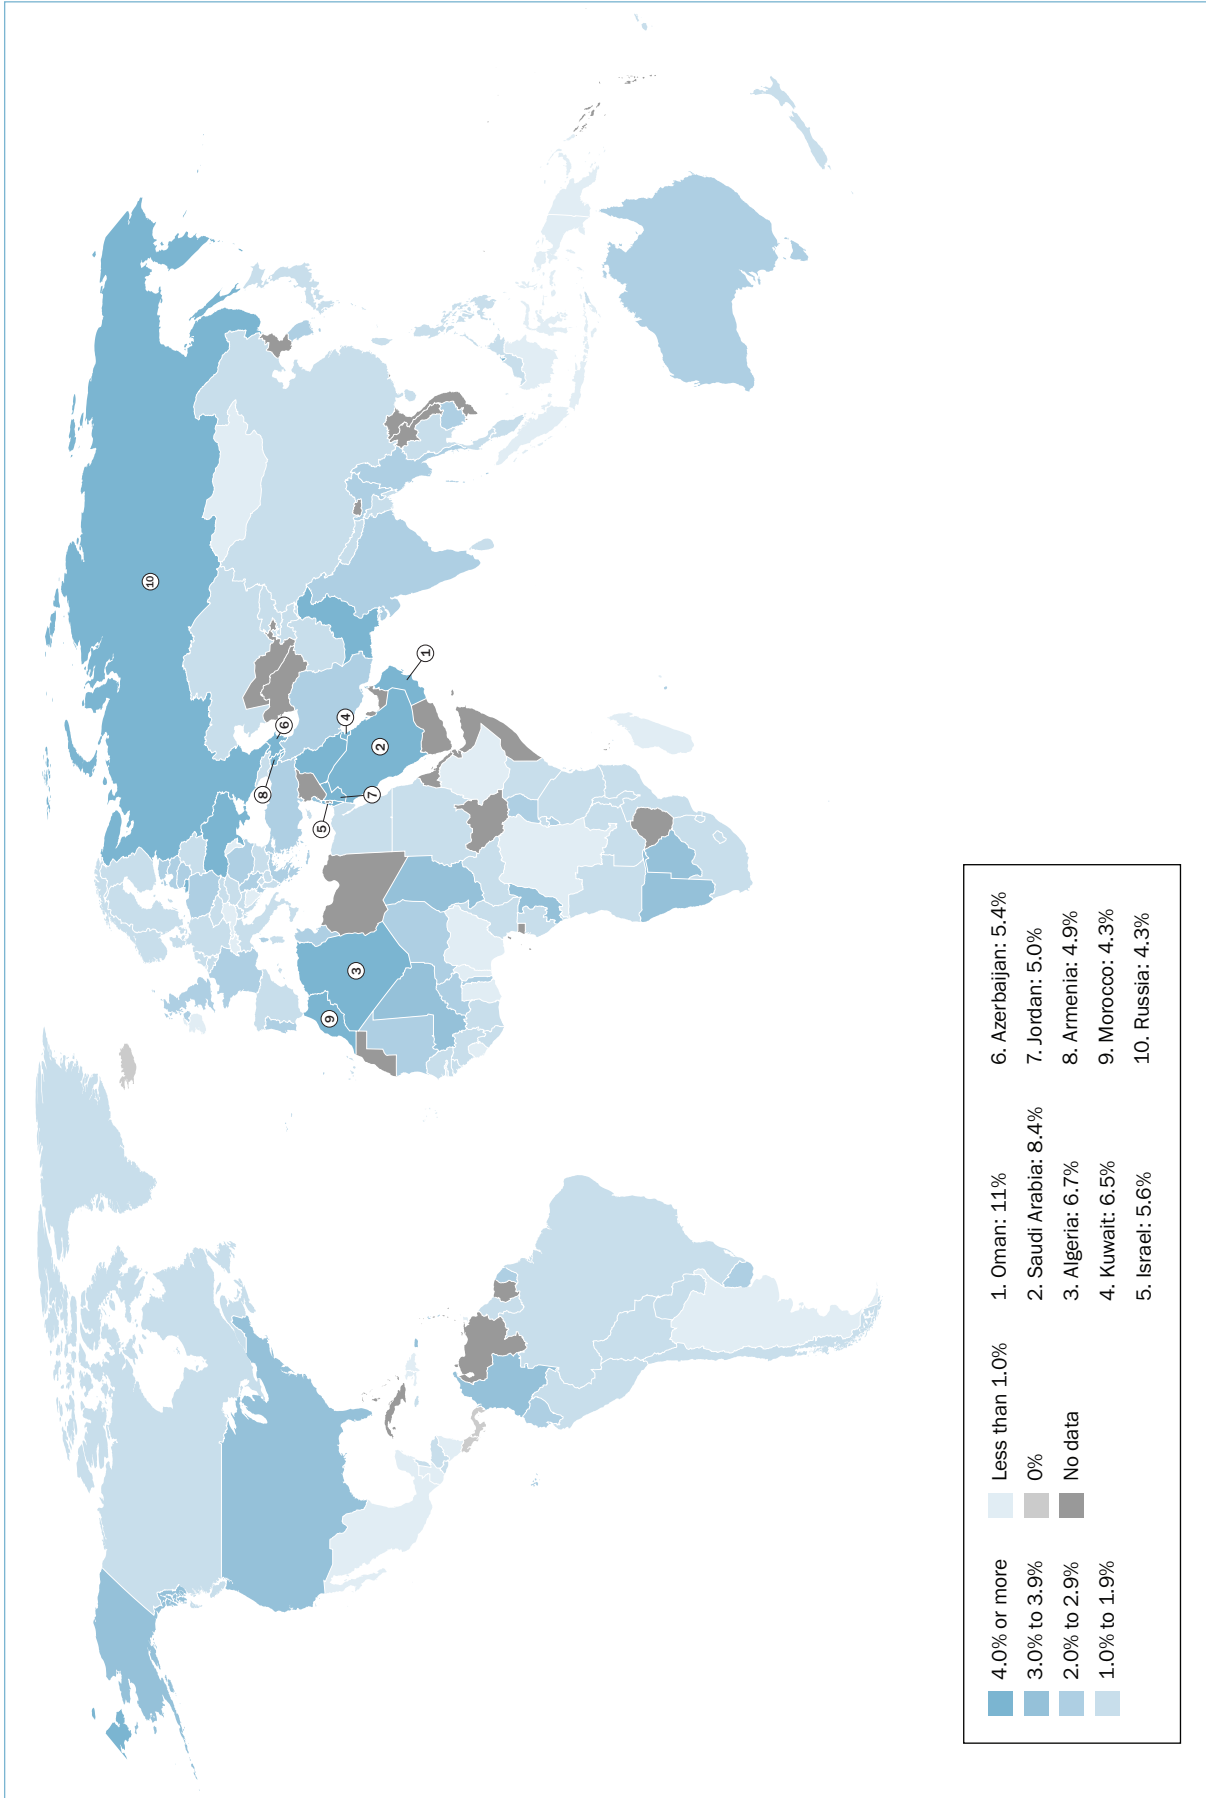 10
6
4
1
2
8
7
5
3
9
4.0% or more
3.0% to 3.9%
2.0% to 2.9%
1.0% to 1.9%
Less than 1.0%
0%
No data
1. Oman: 11%
2. Saudi Arabia: 8.4%
3. Algeria: 6.7%
4. Kuwait: 6.5%
5. Israel: 5.6%
6. Azerbaijan: 5.4%
7. Jordan: 5.0%
8. Armenia: 4.9%
9. Morocco: 4.3%
10. Russia: 4.3%